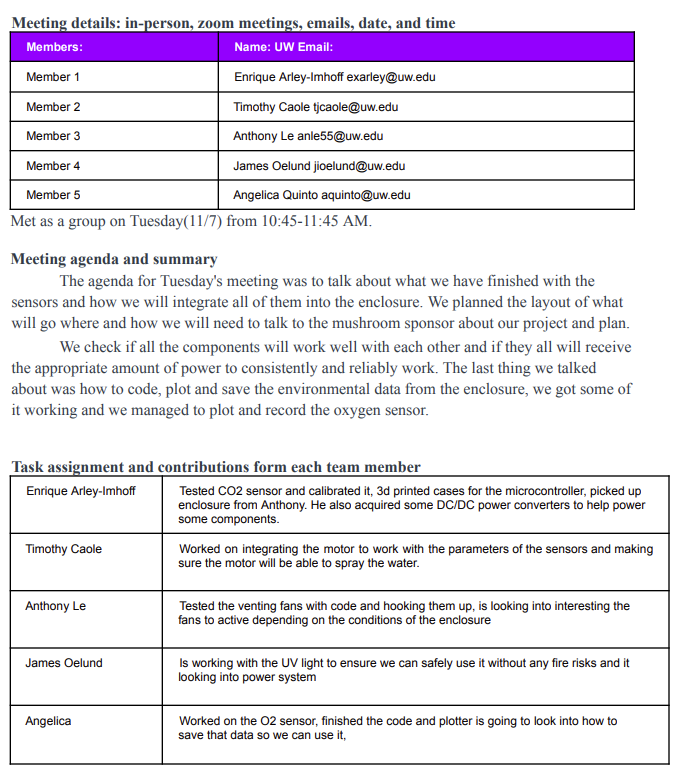 Meeting details: in-person, zoom meetings, emails, date, and time
Members: Name: UW Email:
Member 1 Enrique Arley-Imhoff exarley@uw.edu
Member 2 Timothy Caole tjcaole@uw.edu
Member 3 Anthony Le anle55@uw.edu
Member 4 James Oelund jioelund@uw.edu
Member 5 Angelica Quinto aquinto@uw.edu
Met as a group on Tuesday(11/7) from 10:45-11:45 AM.
Meeting agenda and summary
The agenda for Tuesday's meeting was to talk about what we have finished with the
sensors and how we will integrate all of them into the enclosure. We planned the layout of what
will go where and how we will need to talk to the mushroom sponsor about our project and plan.
We check if all the components will work well with each other and if they all will receive
the appropriate amount of power to consistently and reliably work. The last thing we talked
about was how to code, plot and save the environmental data from the enclosure, we got some of
it working and we managed to plot and record the oxygen sensor.
Task assignment and contributions form each team member
Enrique Arley-Imhoff Tested CO2 sensor and calibrated it, 3d printed cases for the microcontroller, picked up
enclosure from Anthony. He also acquired some DC/DC power converters to help power
some components.
Timothy Caole Worked on integrating the motor to work with the parameters of the sensors and making
sure the motor will be able to spray the water.
Anthony Le Tested the venting fans with code and hooking them up, is looking into interesting the
fans to active depending on the conditions of the enclosure
James Oelund Is working with the UV light to ensure we can safely use it without any fire risks and it
looking into power system
Angelica Worked on the O2 sensor, finished the code and plotter is going to look into how to
save that data so we can use it,